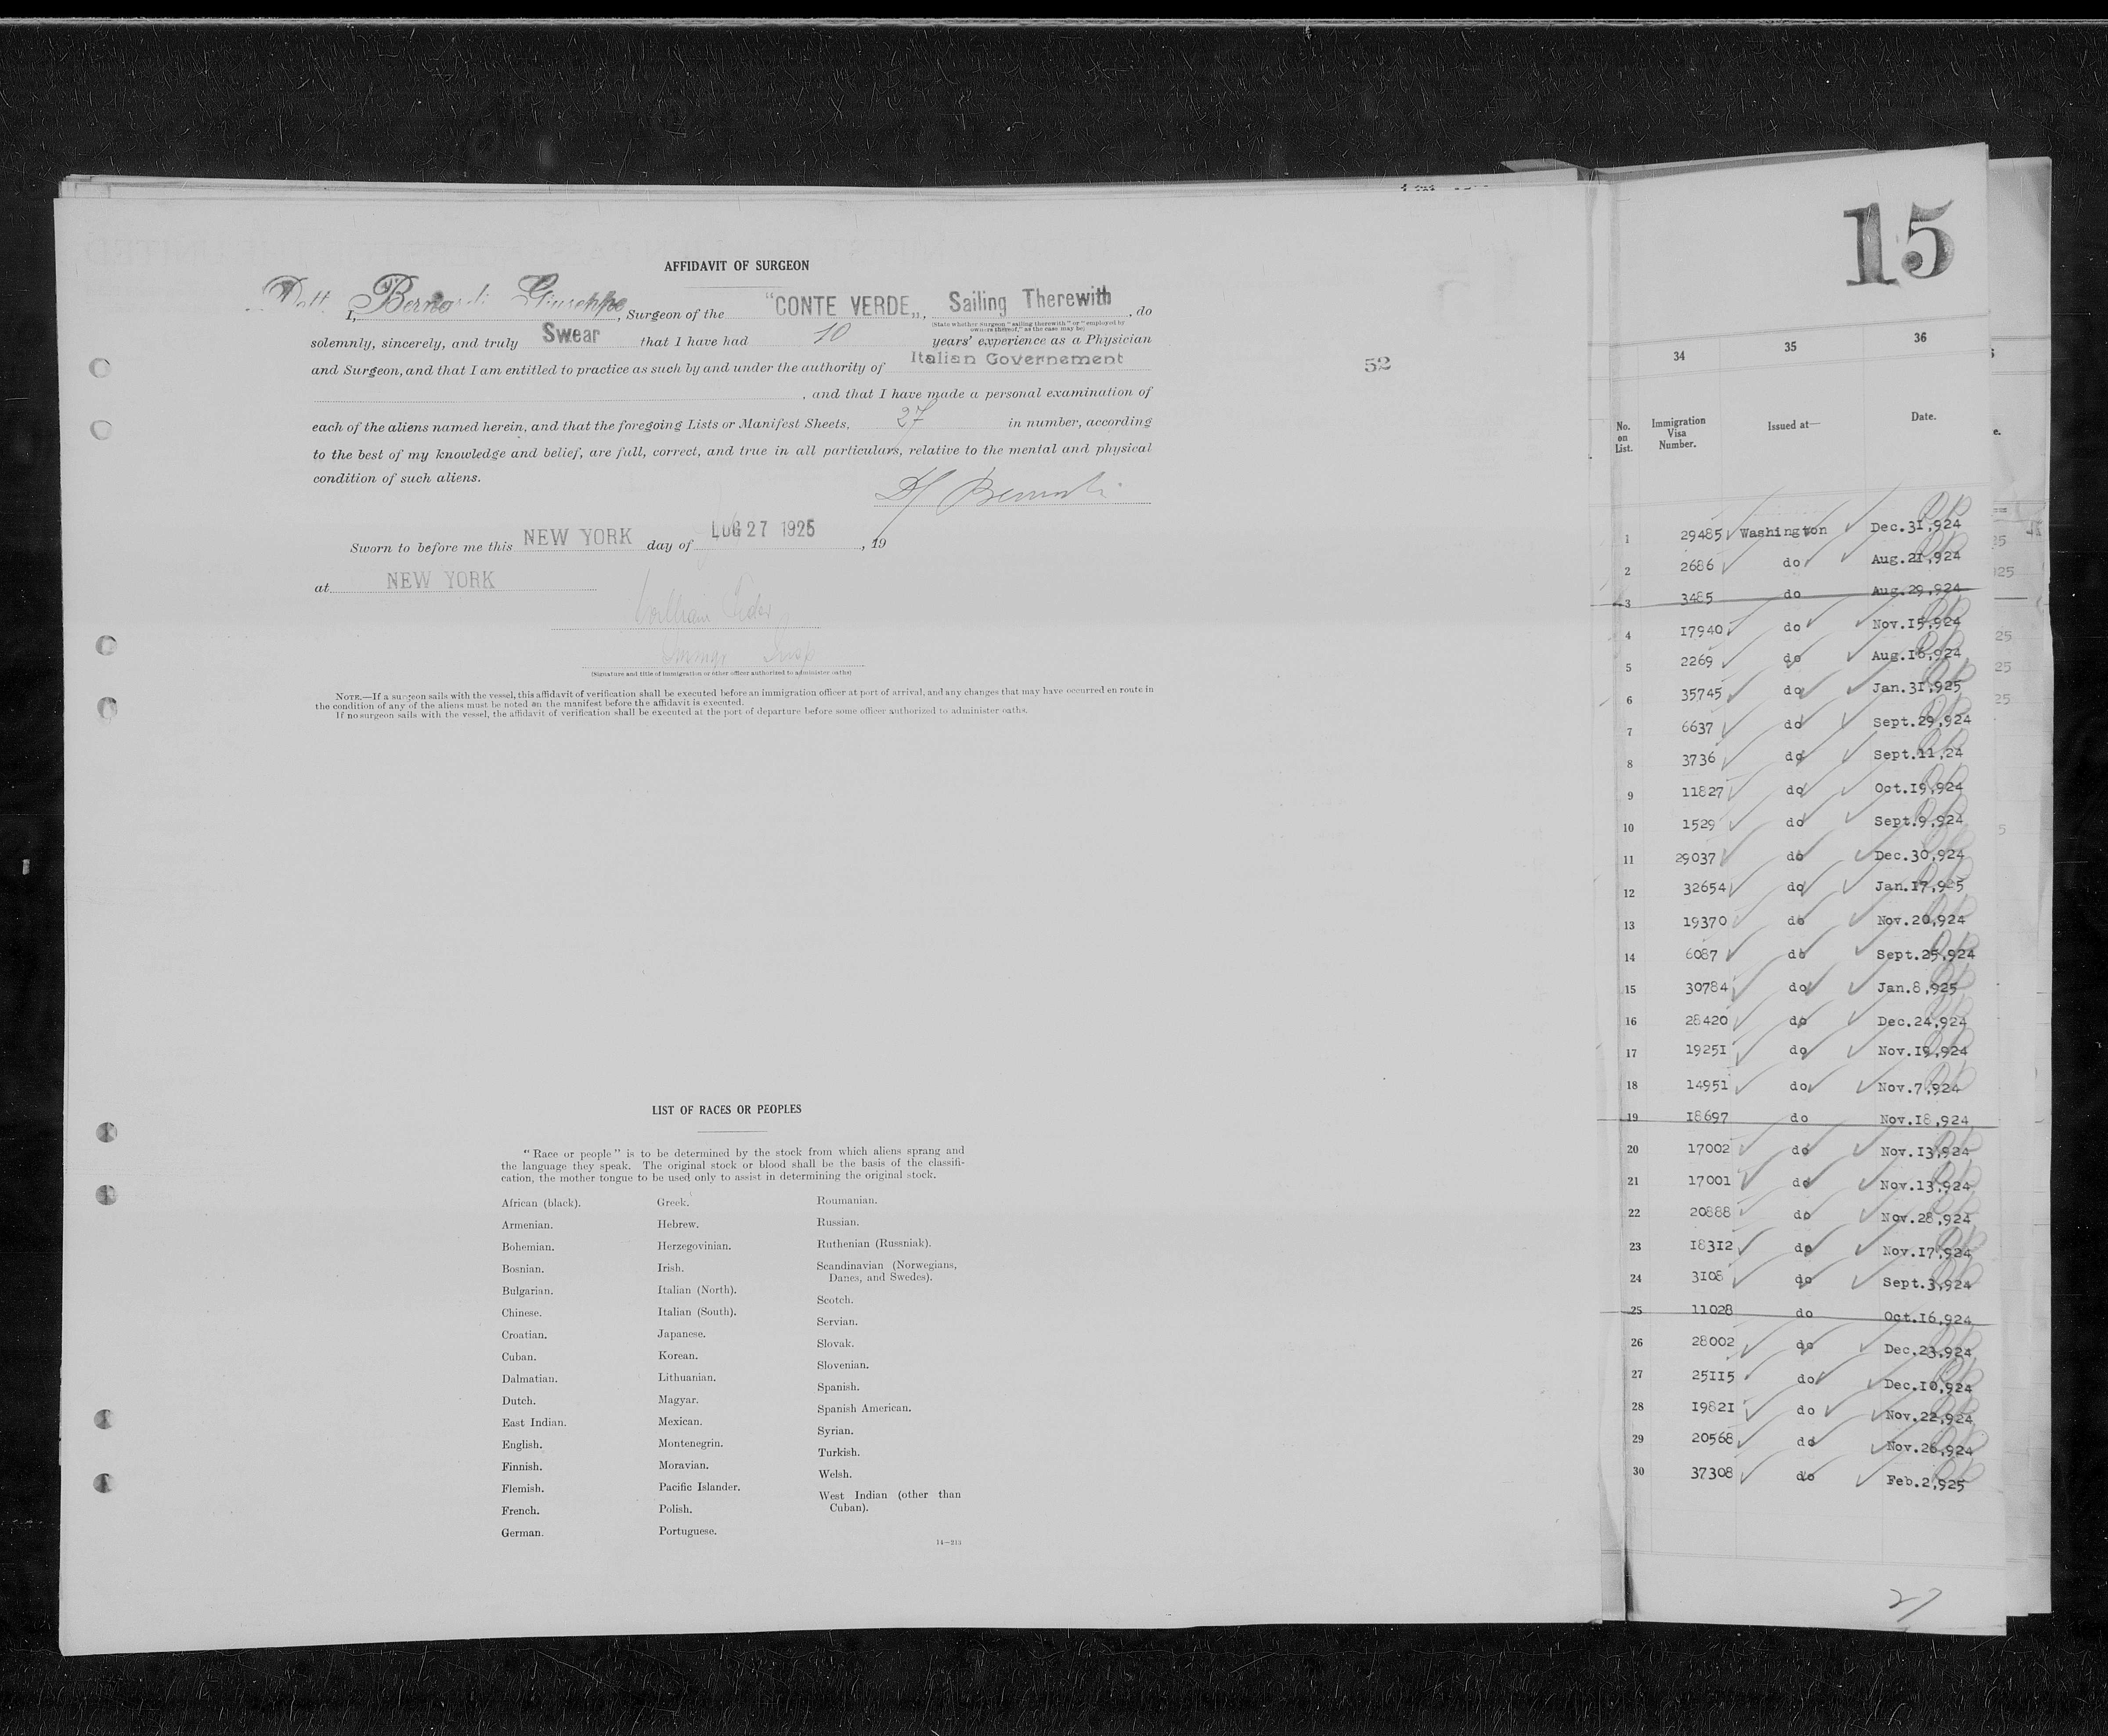 AFFIDAVIT OF SURGEON
Dott. I, Bernardi Giuseppe, Surgeon of the "CONTE VERDE„, Sailing Therewith, do
(State whether surgeon "sailing therewith" or "employed by
owners thereof," as the case may be)
solemnly, sincerely, and truly Swear that I have had 10 years' experience as a Physician
and Surgeon, and that I am entitled to practice as such by and under the authority of Italian Governement
, and that I have made a personal examination of
each of the aliens named herein, and that the foregoing Lists or Manifest Sheets, 27 in number, according
to the best of my knowledge and belief, are full, correct, and true in all particulars, relative to the mental and physical
condition of such aliens.
Bernardi
Sworn to before me this NEW YORK day of LUG 27 1925, 19
at NEW YORK
William
Immgr Insp
(Signature and title of immigration or other officer authorized to administer oaths)
NOTE.—If a surgeon sails with the vessel, this affidavit of verification shall be executed before an immigration officer at port of arrival, and any changes that may have occurred en route in
the condition of any of the aliens must be noted on the manifest before the affidavit is executed.
If no surgeon sails with the vessel, the affidavit of verification shall be executed at the port of departure before some officer authorized to administer oaths.
52
LIST OF RACES OR PEOPLES
"Race or people" is to be determined by the stock from which aliens sprang and
the language they speak. The original stock or blood shall be the basis of the classifi-
cation, the mother tongue to be used only to assist in determining the original stock.
African (black).
Armenian.
Bohemian.
Bosnian.
Bulgarian.
Chinese.
Croatian.
Cuban.
Dalmatian.
Dutch.
East Indian.
English.
Finnish.
Flemish.
French.
German.
Greek.
Hebrew.
Herzegovinian.
Irish.
Italian (North).
Italian (South).
Japanese.
Korean.
Lithuanian.
Magyar.
Mexican.
Montenegrin.
Moravian.
Pacific Islander.
Polish.
Portuguese.
Roumanian.
Russian.
Ruthenian (Russniak).
Scandinavian (Norwegians,
Danes, and Swedes).
Scotch.
Servian.
Slovak.
Slovenian.
Spanish.
Spanish American.
Syrian.
Turkish.
Welsh.
West Indian (other than
Cuban).
14—213
15
34 35 36
No. on List. Immigration Visa Number. Issued at— Date.
1 29485 Washington Dec.31,924
2 2686 do Aug.21,924
3 3485 do Aug.29,924
4 17940 do Nov.15,924
5 2269 do Aug.16,924
6 35745 do Jan.31,925
7 6637 do Sept.29,924
8 3736 do Sept.11,24
9 11827 do Oct.19,924
10 1529 do Sept.9,924
11 29037 do Dec.30,924
12 32654 do Jan.17,925
13 19370 do Nov.20,924
14 6087 do Sept.25,924
15 30784 do Jan.8,925
16 28420 do Dec.24,924
17 19251 do Nov.19,924
18 14951 do Nov.7,924
19 18697 do Nov.18,924
20 17002 do Nov.13,924
21 17001 do Nov.13,924
22 20888 do Nov.28,924
23 18312 do Nov.17,924
24 3108 do Sept.3,924
25 11028 do Oct.16,924
26 28002 do Dec.23,924
27 25115 do Dec.10,924
28 19821 do Nov.22,924
29 20568 do Nov.26,924
30 37308 do Feb.2,925
27